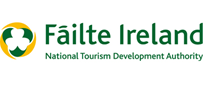 Fáilte Ireland
National Tourism Development Authority